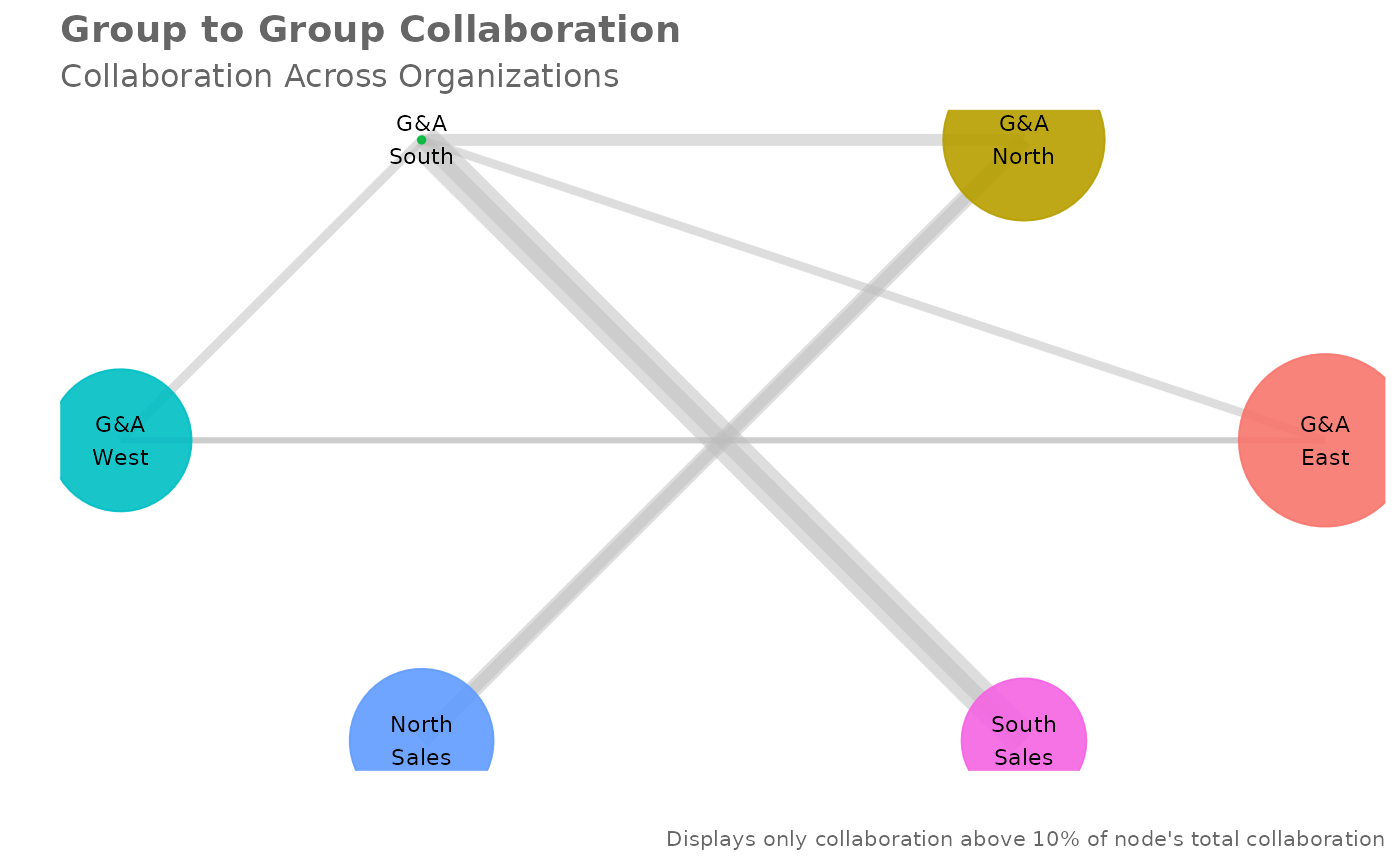 Group to Group Collaboration
Collaboration Across Organizations
G&A
South
G&A
North
G&A
West
G&A
East
North
Sales
South
Sales
Displays only collaboration above 10% of node's total collaboration